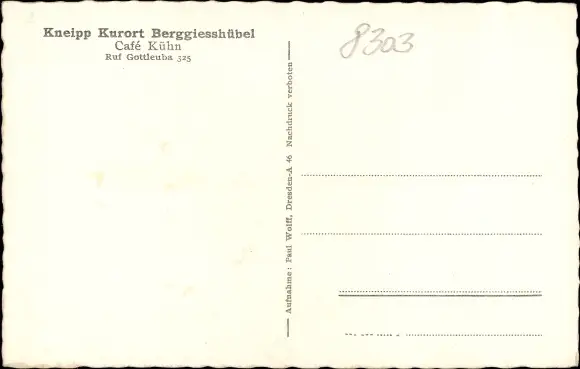 Kneipp Kurort Berggiesshübel
Café Kühn
Ruf Gottleuba 325
8303
Aufnahme: Paul Wolff, Dresden-A 46 Nachdruck verboten